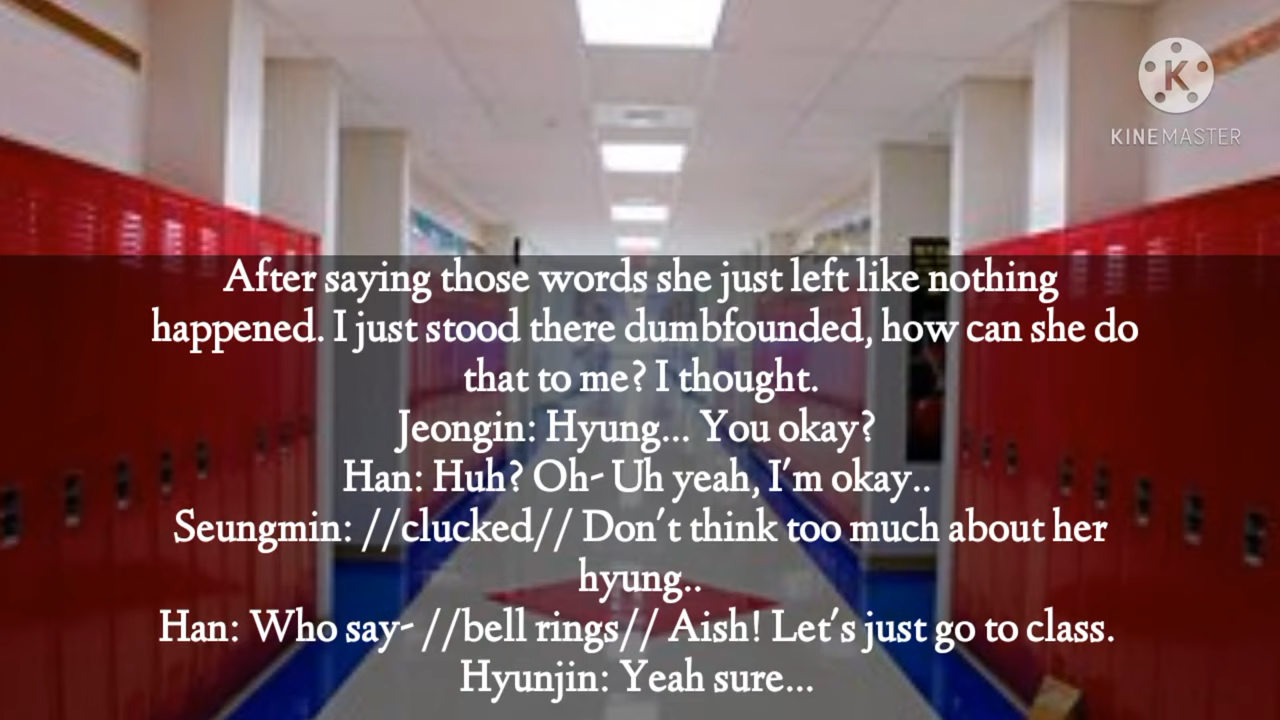 K
KINEMASTER
After saying those words she just left like nothing
happened. I just stood there dumbfounded, how can she do
that to me? I thought.
Jeongin: Hyung... You okay?
Han: Huh? Oh- Uh yeah, I'm okay..
Seungmin: //clucked// Don't think too much about her
hyung..
Han: Who say- //bell rings// Aish! Let's just go to class.
Hyunjin: Yeah sure...